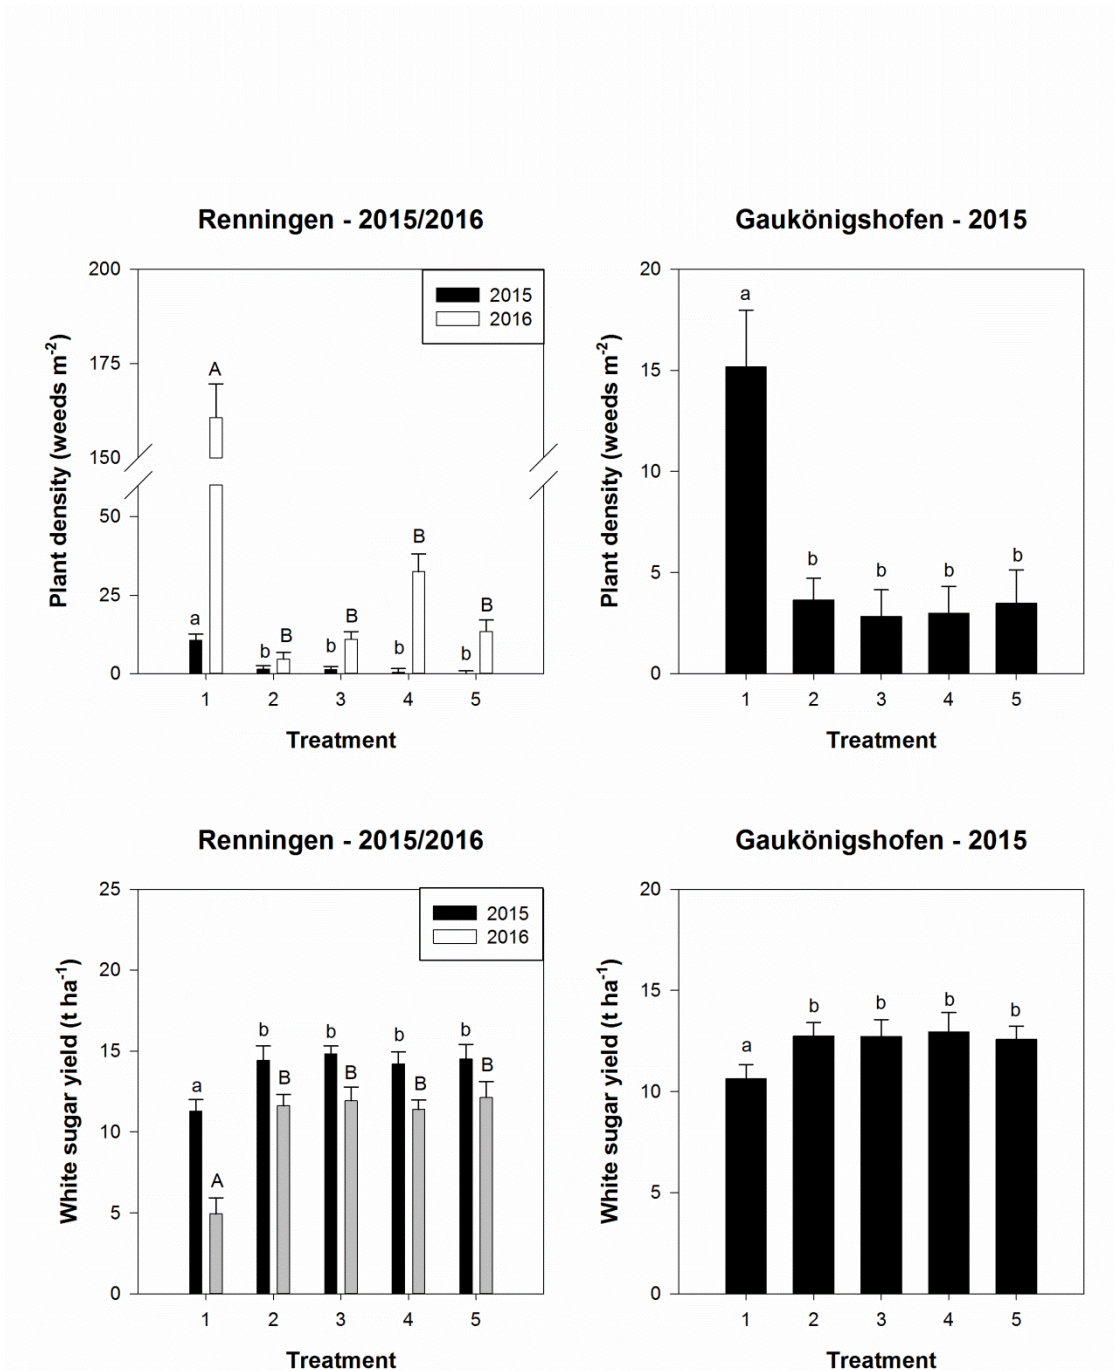 Renningen - 2015/2016
Plant density (weeds m-2)
200
175
150
50
25
0
2015
2016
a
A
b
B
b
B
b
B
b
B
1 2 3 4 5
Treatment
Gaukönigshofen - 2015
Plant density (weeds m-2)
20
15
10
5
0
a
b
b
b
b
1 2 3 4 5
Treatment
Renningen - 2015/2016
White sugar yield (t ha-1)
25
20
15
10
5
0
2015
2016
a
A
b
B
b
B
b
B
b
B
1 2 3 4 5
Treatment
Gaukönigshofen - 2015
White sugar yield (t ha-1)
20
15
10
5
0
a
b
b
b
b
1 2 3 4 5
Treatment